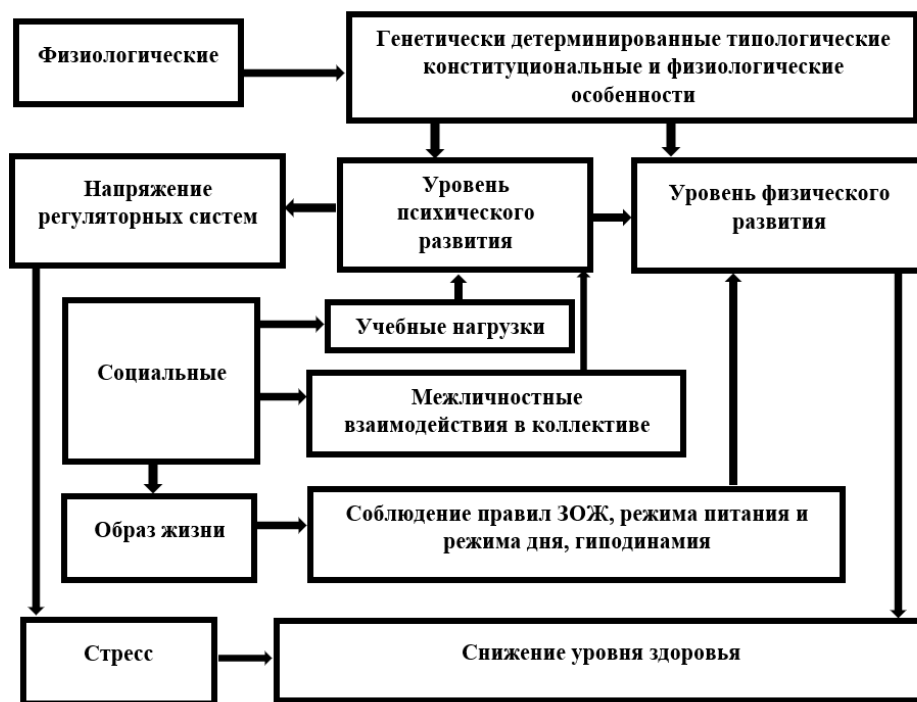 Физиологические
Генетически детерминированные типологические
конституциональные и физиологические
особенности
Напряжение
регуляторных систем
Уровень
психического
развития
Уровень физического
развития
Учебные нагрузки
Социальные
Межличностные
взаимодействия в коллективе
Образ жизни
Соблюдение правил ЗОЖ, режима питания и
режима дня, гиподинамия
Стресс
Снижение уровня здоровья